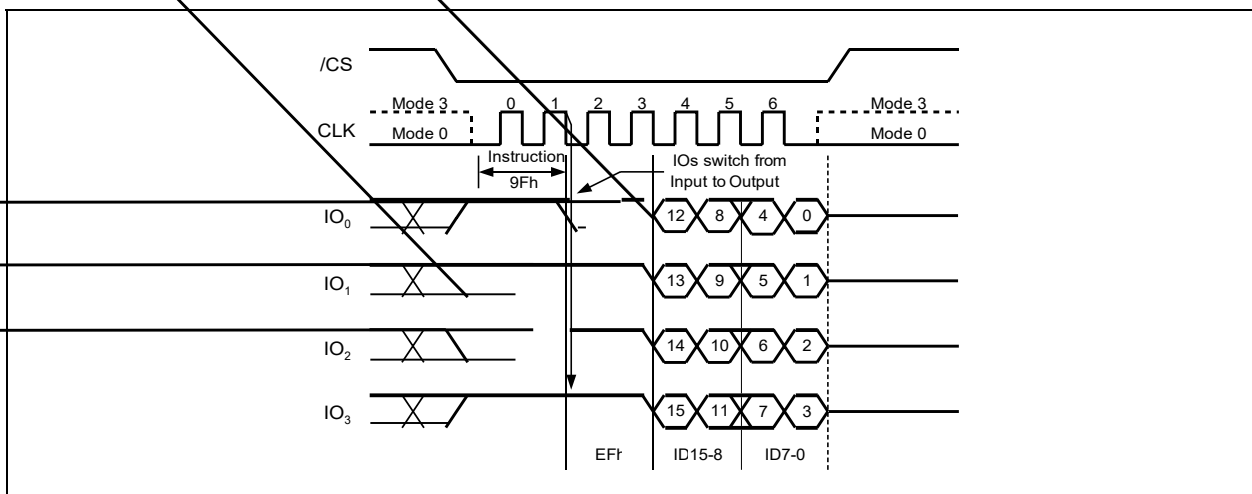 /CS
Mode 3 0 1 2 3 4 5 6 Mode 3
CLK Mode 0 Mode 0
Instruction IOs switch from
9Fh Input to Output
IO0 12 8 4 0
IO1 13 9 5 1
IO2 14 10 6 2
IO3 15 11 7 3
EFh ID15-8 ID7-0